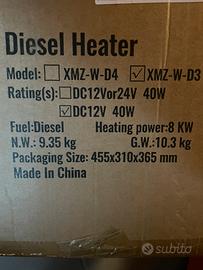 Diesel Heater
Model: ☐XMZ-W-D4 ☑XMZ-W-D3
Rating(s): ☐DC12Vor24V 40W
☑DC12V 40W
Fuel:Diesel Heating power:8 KW
N.W.: 9.35 kg G.W.:10.3 kg
Packaging Size: 455x310x365 mm
Made In China
subito